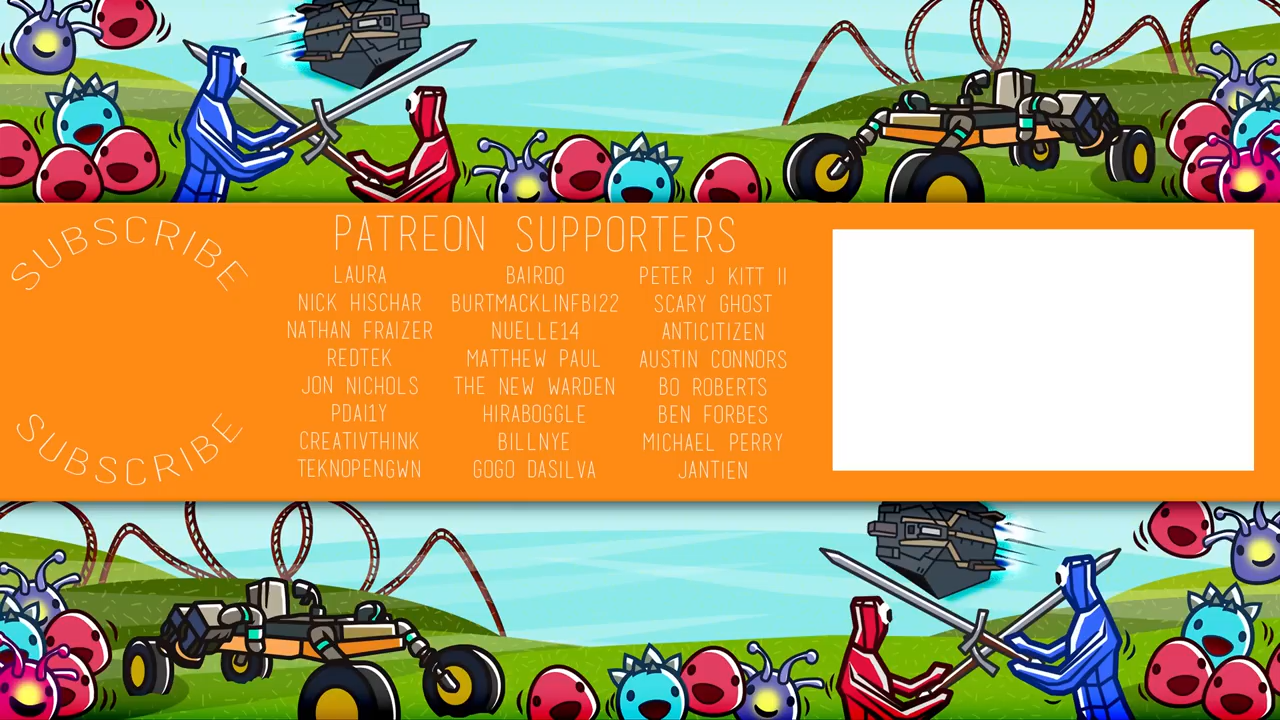 SUBSCRIBE
SUBSCRIBE
PATREON SUPPORTERS
LAURA BAIRDO PETER J KITT II
NICK HISCHAR BURTMACKLINFBI22 SCARY GHOST
NATHAN FRAIZER NUELLE14 ANTICITIZEN
REDTEK MATTHEW PAUL AUSTIN CONNORS
JON NICHOLS THE NEW WARDEN BO ROBERTS
PDAI1Y HIRABOGGLE BEN FORBES
CREATIVTHINK BILLNYE MICHAEL PERRY
TEKNOPENGWN GOGO DASILVA JANTIEN